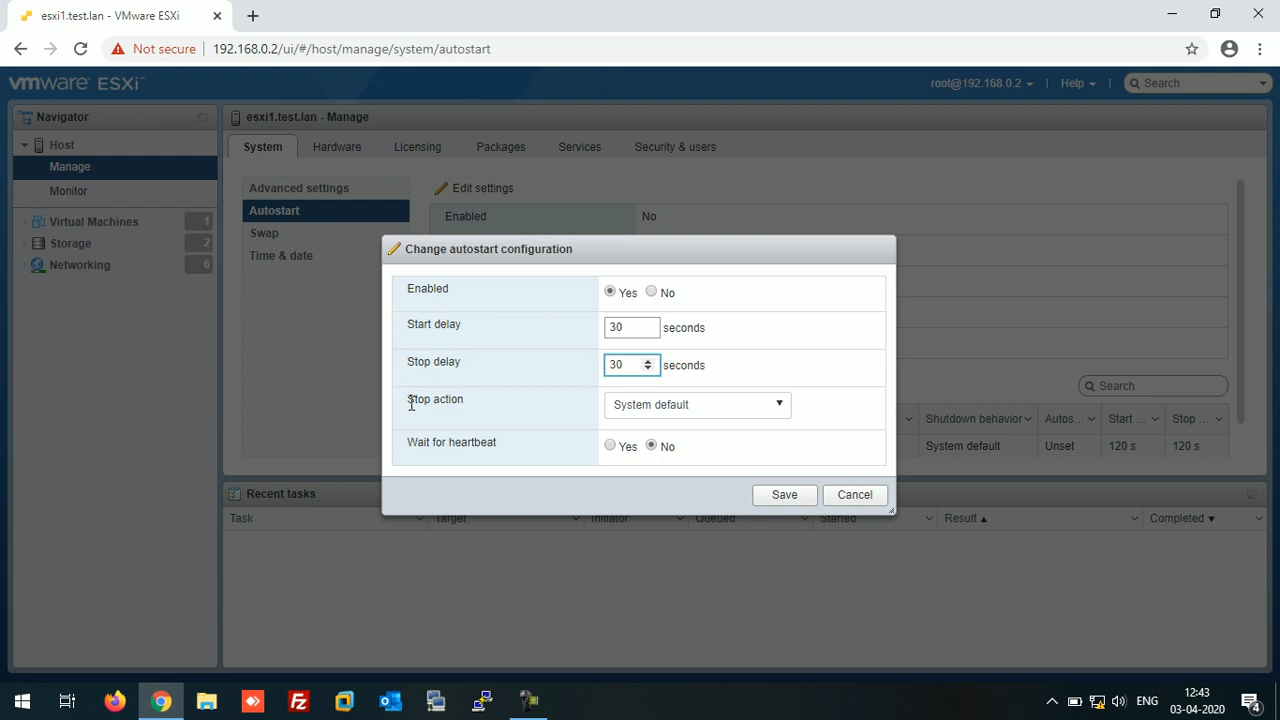 esxi1.test.lan - VMware ESXi
Not secure 192.168.0.2/ui/#/host/manage/system/autostart
vmware ESXi
root@192.168.0.2 Help Search
Navigator
esxi1.test.lan - Manage
Host
Manage
Monitor
Virtual Machines 1
Storage 2
Networking 6
System Hardware Licensing Packages Services Security & users
Advanced settings
Autostart
Swap
Time & date
Edit settings
Enabled No
Change autostart configuration
Enabled Yes No
Start delay 30 seconds
Stop delay 30 seconds
Stop action System default
Wait for heartbeat Yes No
Save Cancel
Search
Shutdown behavior Autos... Start ... Stop ...
System default Unset 120 s 120 s
Recent tasks
Task Target Initiator Queued Started Result Completed
ENG
12:43
03-04-2020
4